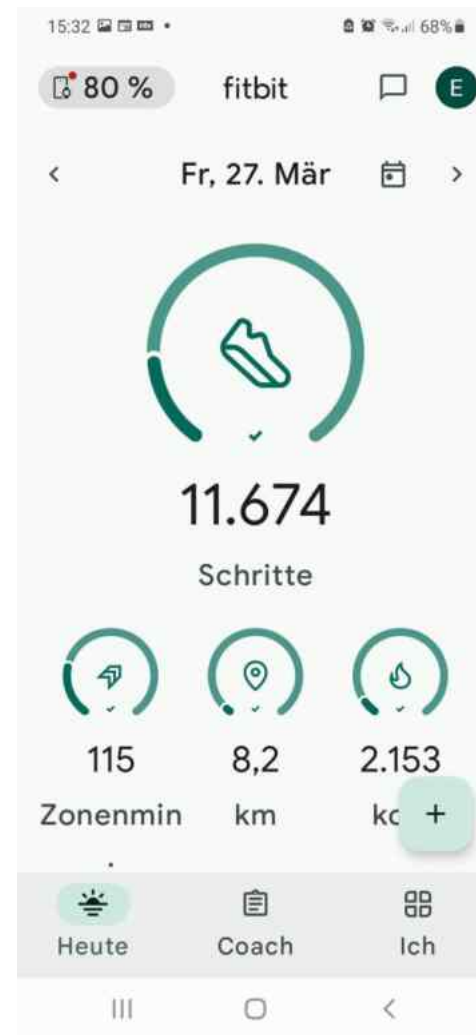 15:32 68%
80 % fitbit E
Fr, 27. Mär
11.674
Schritte
115 8,2 2.153
Zonenmin km
.
Heute Coach Ich